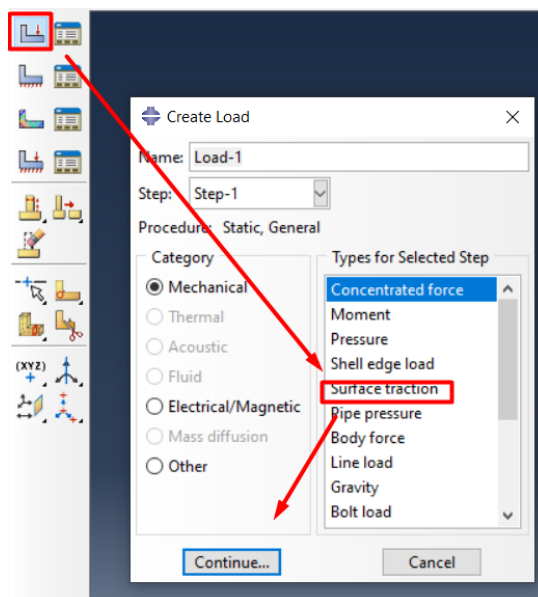 Create Load
Name: Load-1
Step: Step-1
Procedure: Static, General
Category
Types for Selected Step
Mechanical
Thermal
Acoustic
Fluid
Electrical/Magnetic
Mass diffusion
Other
Concentrated force
Moment
Pressure
Shell edge load
Surface traction
Pipe pressure
Body force
Line load
Gravity
Bolt load
Continue...
Cancel
(XYZ)